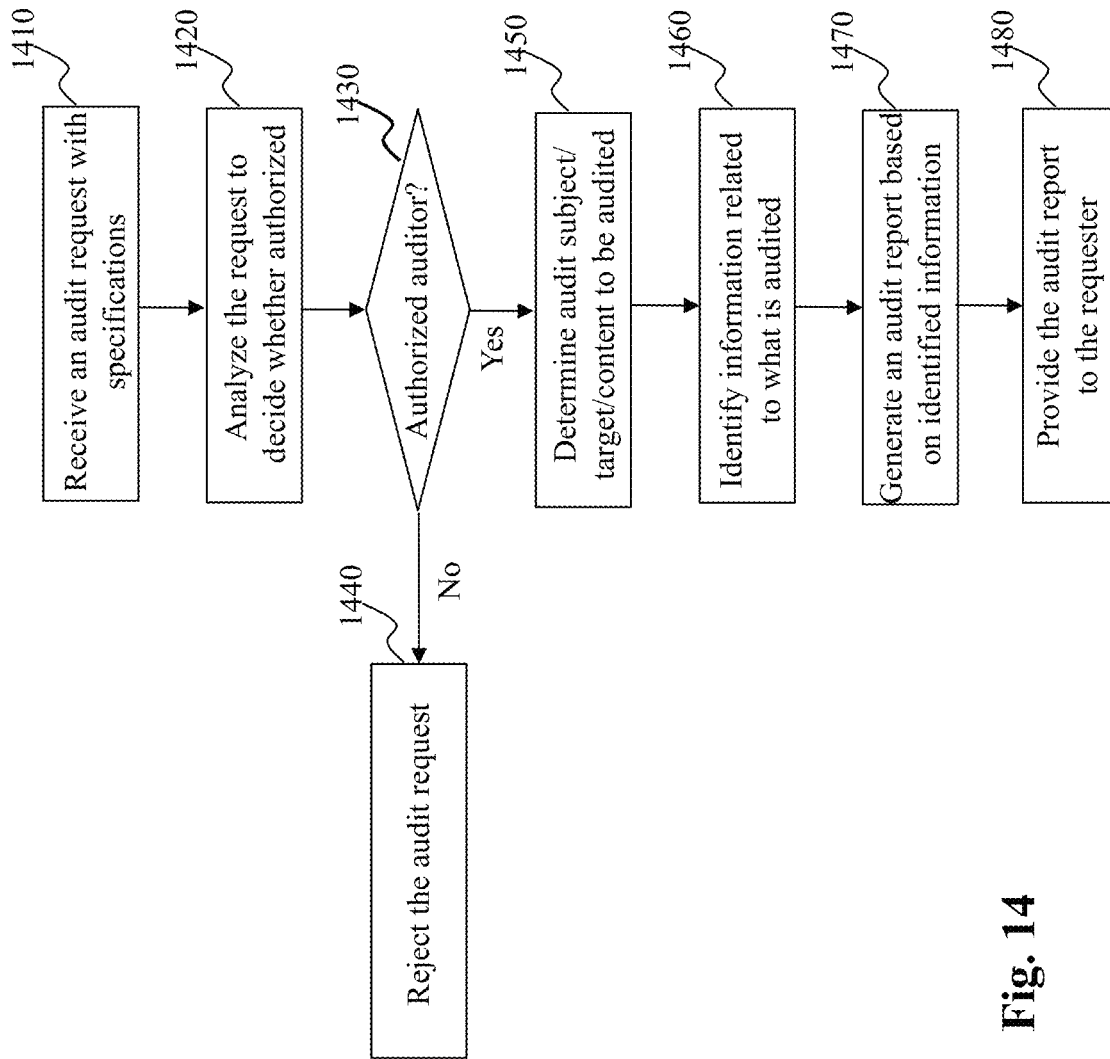 1410
Receive an audit request with
specifications
1420
Analyze the request to
decide whether authorized
1430
Authorized auditor?
No
Yes
1440
Reject the audit request
1450
Determine audit subject/
target/content to be audited
1460
Identify information related
to what is audited
1470
Generate an audit report based
on identified information
1480
Provide the audit report
to the requester
Fig. 14